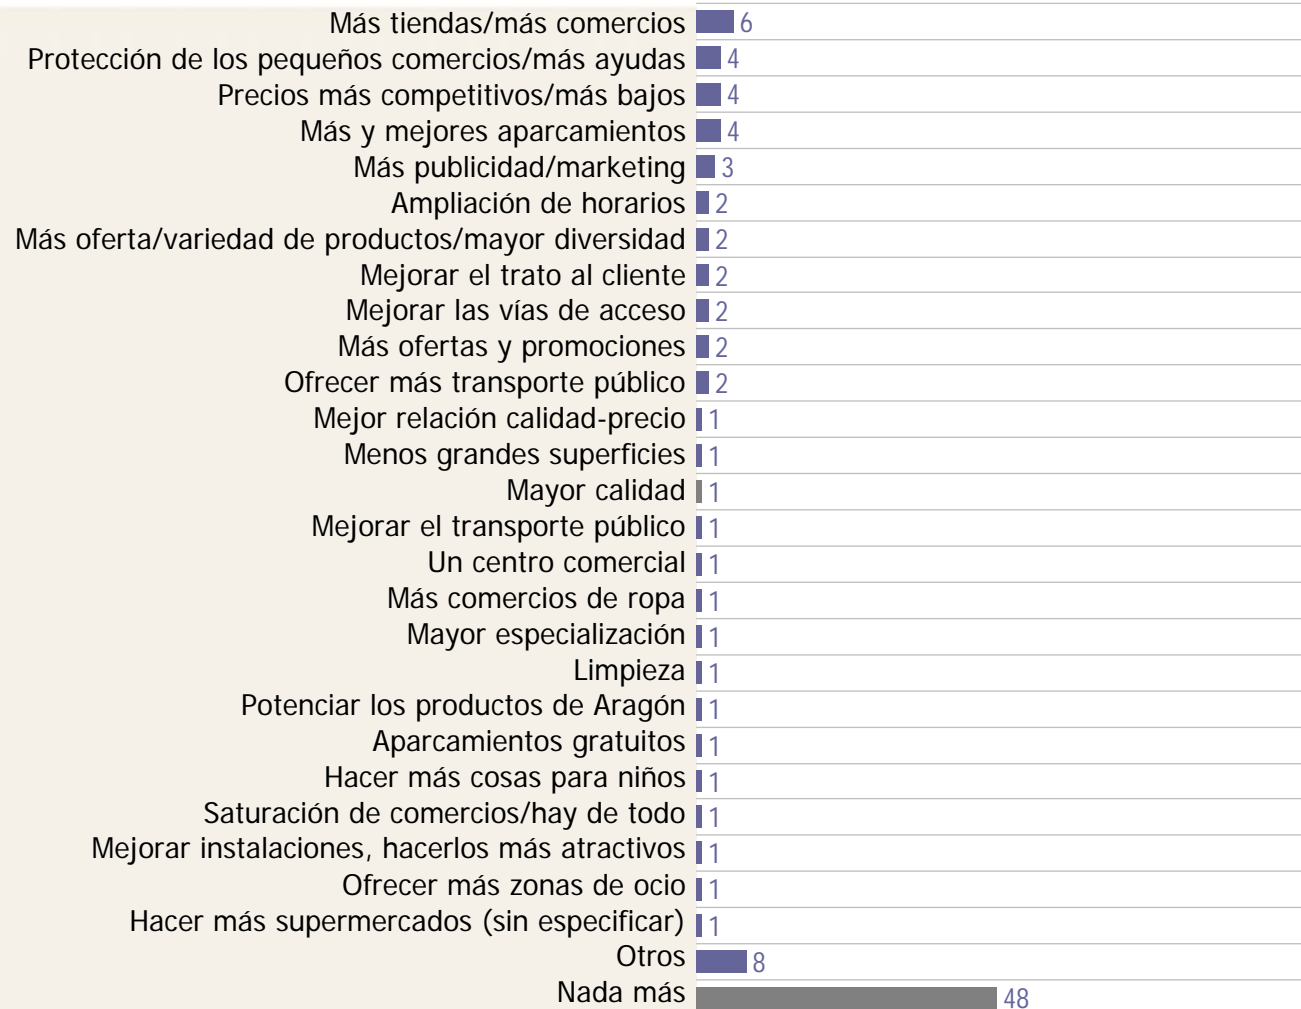 Más tiendas/más comercios 6
Protección de los pequeños comercios/más ayudas 4
Precios más competitivos/más bajos 4
Más y mejores aparcamientos 4
Más publicidad/marketing 3
Ampliación de horarios 2
Más oferta/variedad de productos/mayor diversidad 2
Mejorar el trato al cliente 2
Mejorar las vías de acceso 2
Más ofertas y promociones 2
Ofrecer más transporte público 2
Mejor relación calidad-precio 1
Menos grandes superficies 1
Mayor calidad 1
Mejorar el transporte público 1
Un centro comercial 1
Más comercios de ropa 1
Mayor especialización 1
Limpieza 1
Potenciar los productos de Aragón 1
Aparcamientos gratuitos 1
Hacer más cosas para niños 1
Saturación de comercios/hay de todo 1
Mejorar instalaciones, hacerlos más atractivos 1
Ofrecer más zonas de ocio 1
Hacer más supermercados (sin especificar) 1
Otros 8
Nada más 48